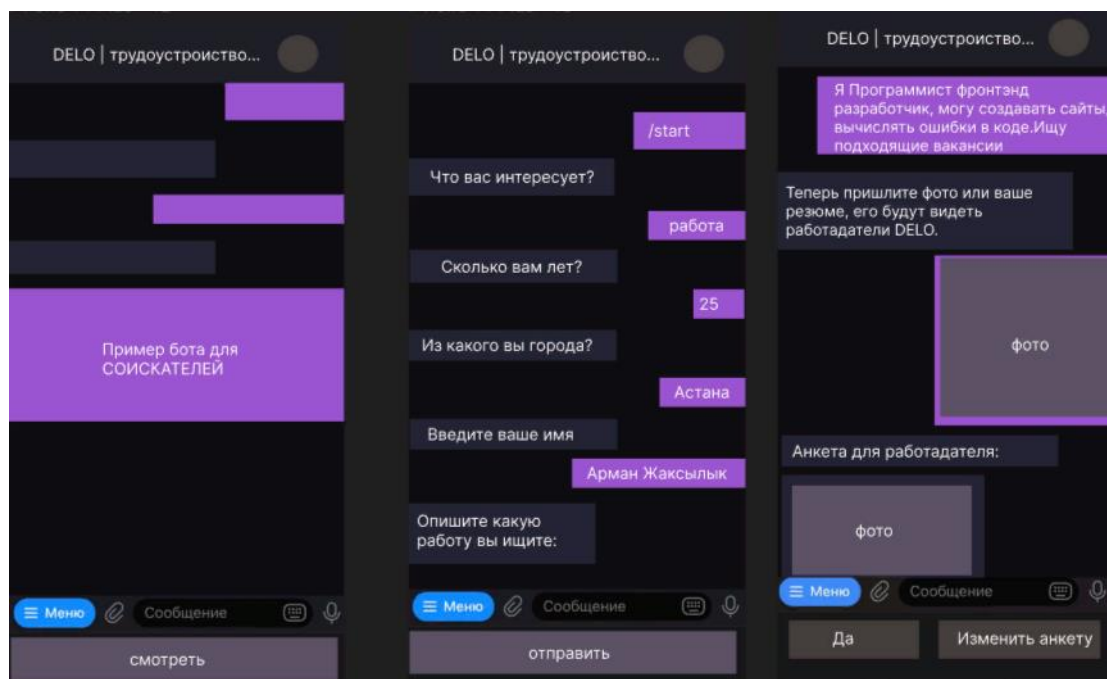 DELO | трудоустроиство...
Пример бота для
СОИСКАТЕЛЕЙ
Меню
Сообщение
смотреть
DELO | трудоустроиство...
/start
Что вас интересует?
работа
Сколько вам лет?
25
Из какого вы города?
Астана
Введите ваше имя
Арман Жаксылык
Опишите какую
работу вы ищите:
Меню
Сообщение
отправить
DELO | трудоустроиство...
Я Программист фронтэнд
разработчик, могу создавать сайты,
вычислять ошибки в коде.Ищу
подходящие вакансии
Теперь пришлите фото или ваше
резюме, его будут видеть
работадатели DELO.
фото
Анкета для работадателя:
фото
Меню
Сообщение
Да
Изменить анкету